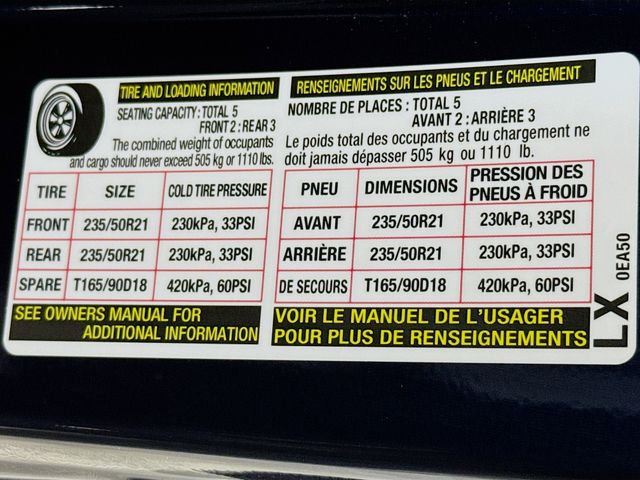 TIRE AND LOADING INFORMATION
SEATING CAPACITY: TOTAL 5
FRONT 2 : REAR 3
The combined weight of occupants
and cargo should never exceed 505 kg or 1110 lbs.
TIRE SIZE COLD TIRE PRESSURE
FRONT 235/50R21 230kPa, 33PSI
REAR 235/50R21 230kPa, 33PSI
SPARE T165/90D18 420kPa, 60PSI
SEE OWNERS MANUAL FOR
ADDITIONAL INFORMATION
RENSEIGNEMENTS SUR LES PNEUS ET LE CHARGEMENT
NOMBRE DE PLACES : TOTAL 5
AVANT 2 : ARRIÈRE 3
Le poids total des occupants et du chargement ne
doit jamais dépasser 505 kg ou 1110 lb.
PNEU DIMENSIONS PRESSION DES
PNEUS À FROID
AVANT 235/50R21 230kPa, 33PSI
ARRIÈRE 235/50R21 230kPa, 33PSI
DE SECOURS T165/90D18 420kPa, 60PSI
VOIR LE MANUEL DE L'USAGER
POUR PLUS DE RENSEIGNEMENTS
LX 0EA50